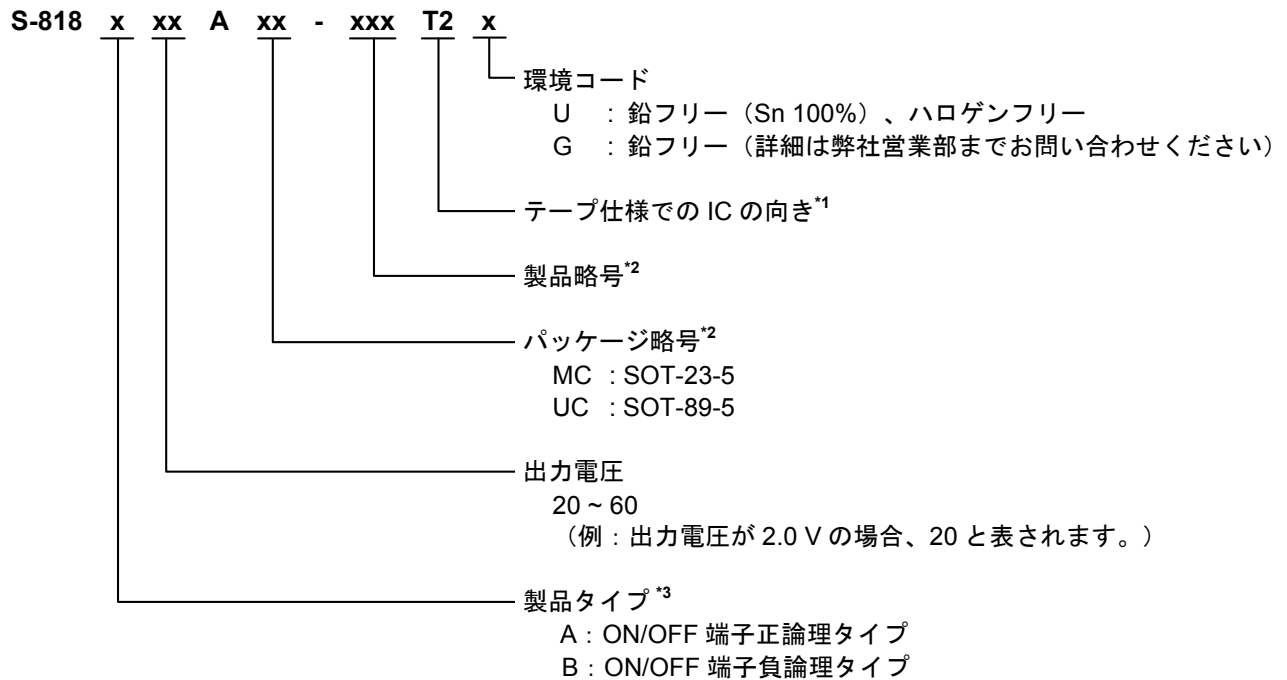 S-818 x xx A xx - xxx T2 x
環境コード
U : 鉛フリー（Sn 100%）、ハロゲンフリー
G : 鉛フリー（詳細は弊社営業部までお問い合わせください）
テープ仕様での IC の向き*1
製品略号*2
パッケージ略号*2
MC : SOT-23-5
UC : SOT-89-5
出力電圧
20 ~ 60
（例：出力電圧が 2.0 V の場合、20 と表されます。）
製品タイプ*3
A : ON/OFF 端子正論理タイプ
B : ON/OFF 端子負論理タイプ